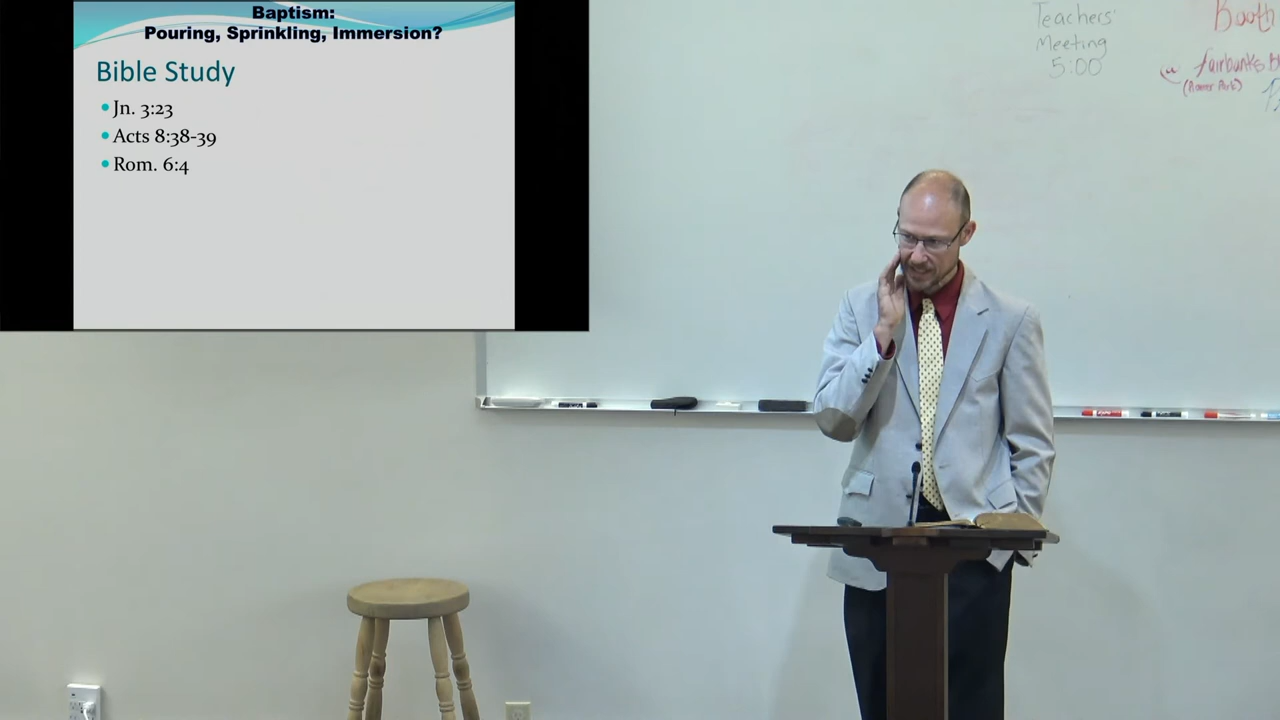 Baptism:
Pouring, Sprinkling, Immersion?
Bible Study
Jn. 3:23
Acts 8:38-39
Rom. 6:4
Teachers'
Meeting
5:00
Booth
@ Fairbanks